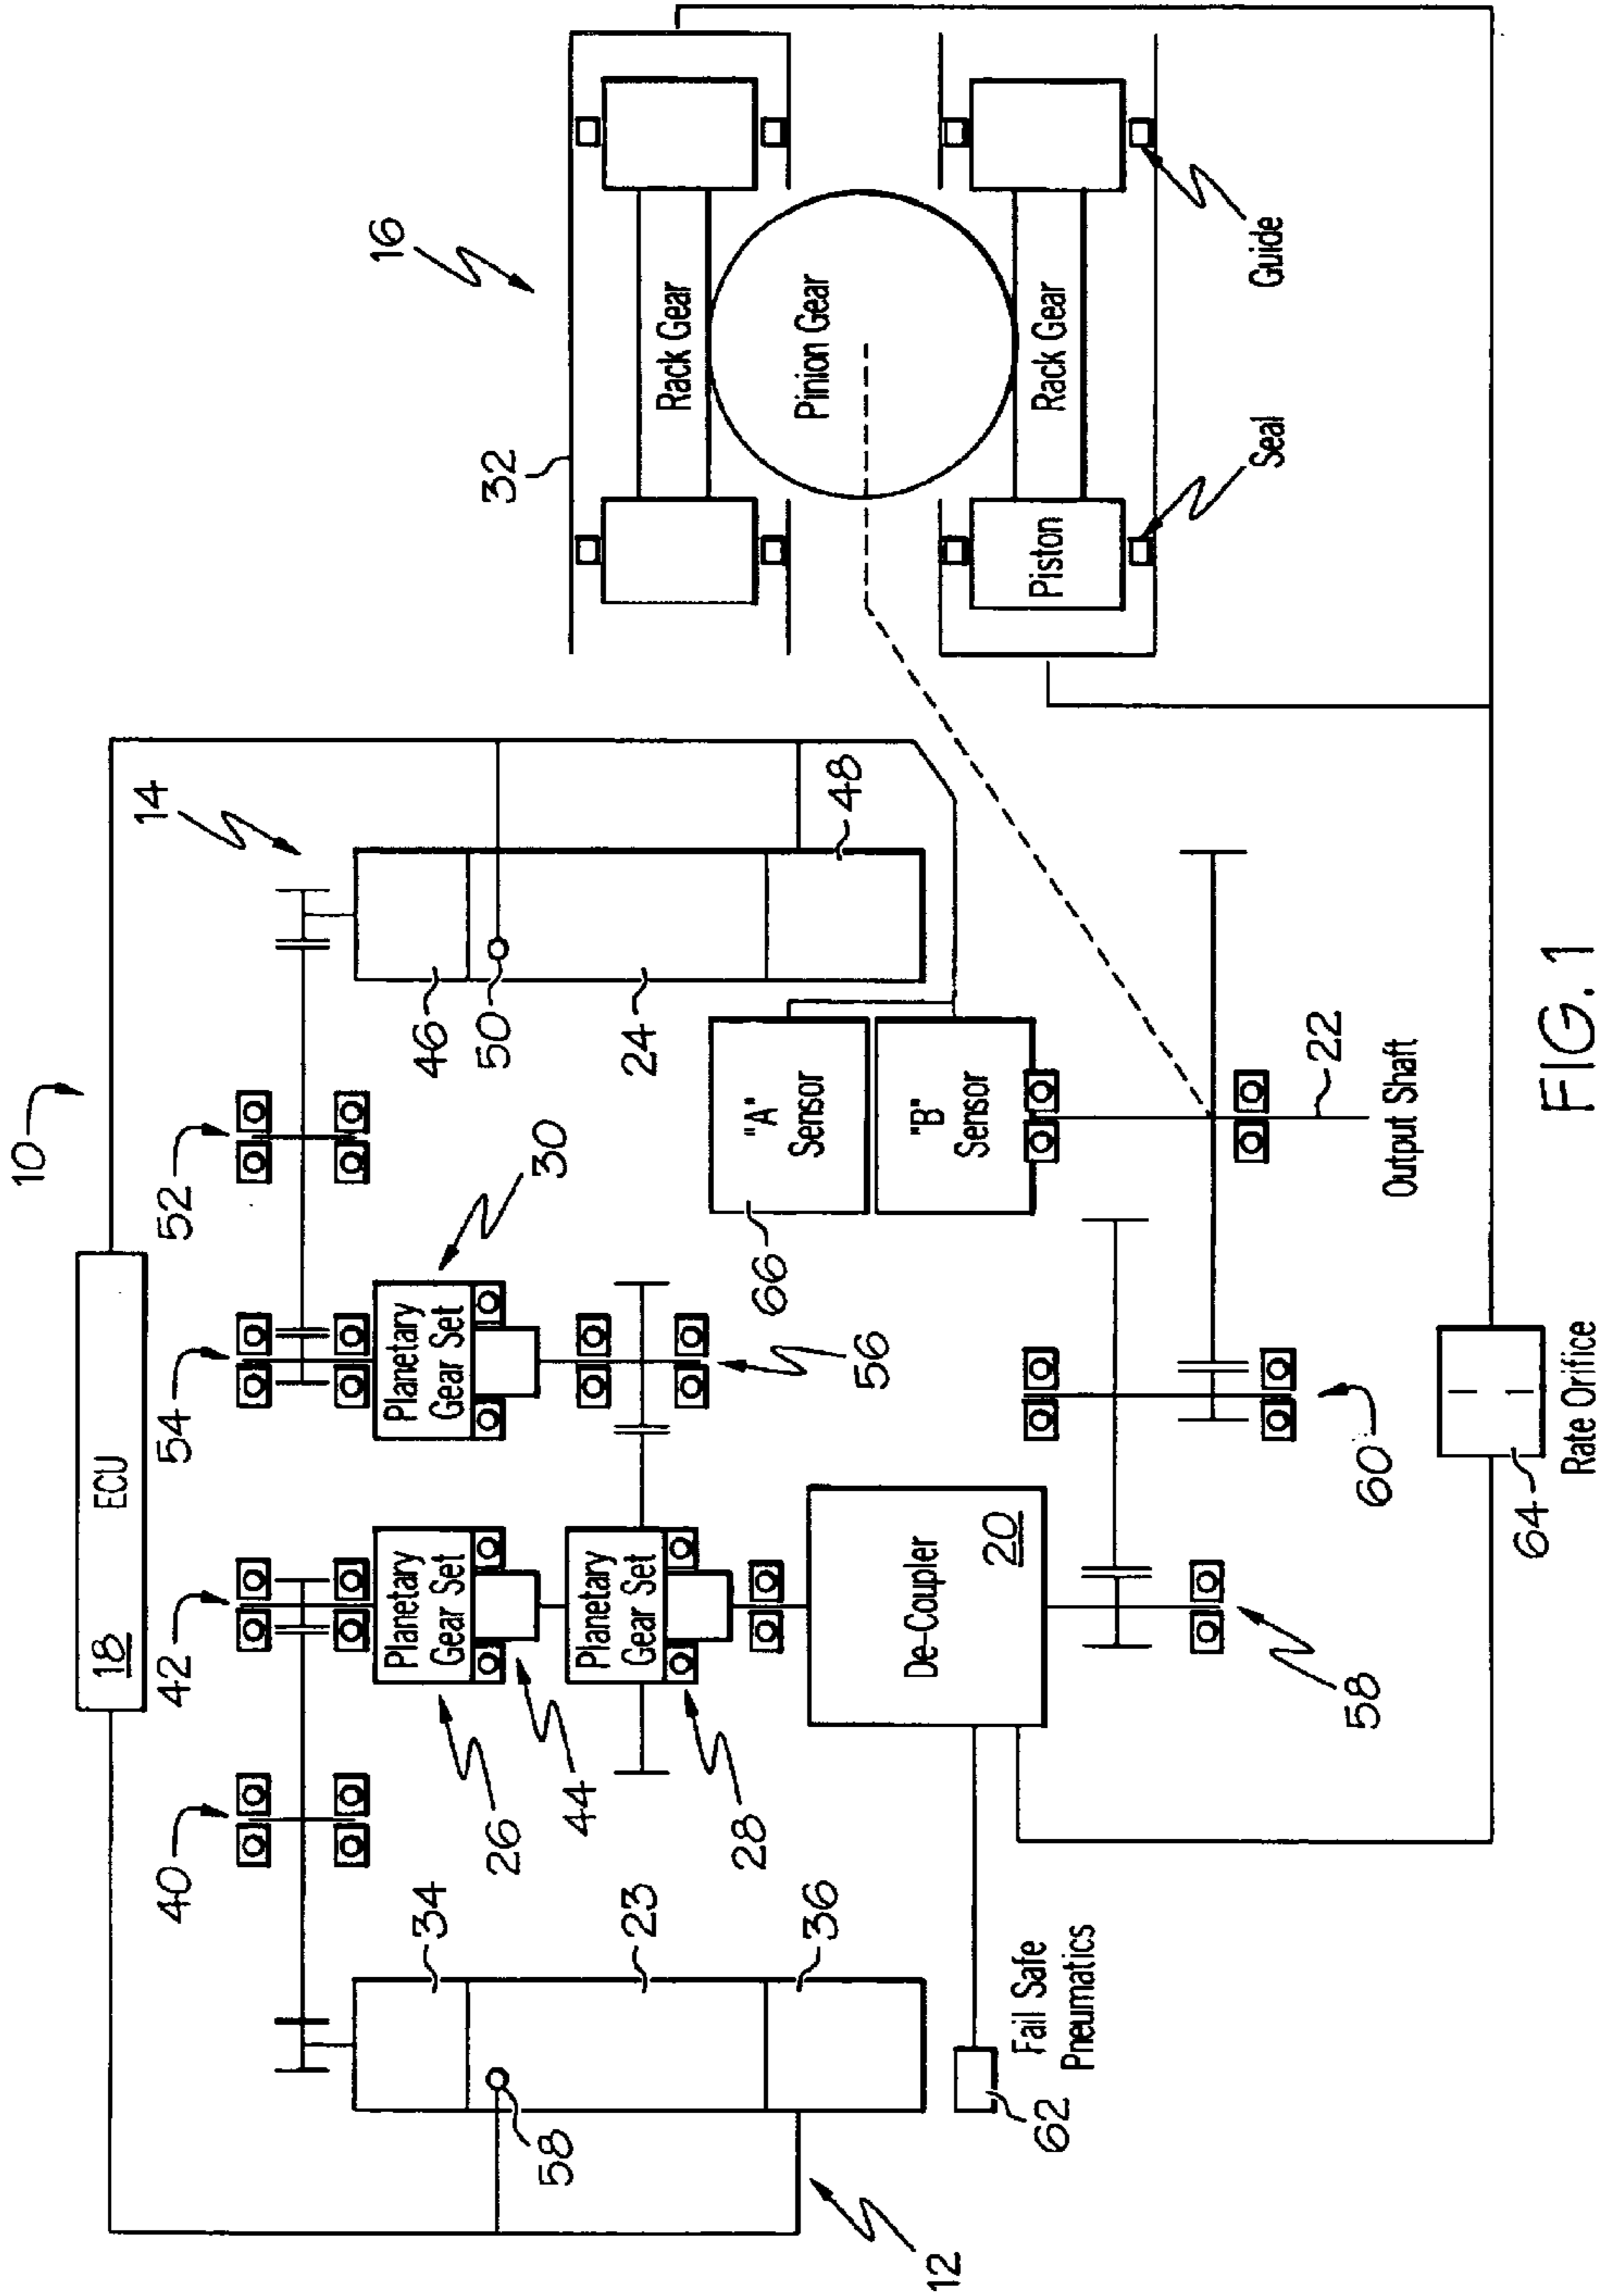 10
18
ECU
40
42
54
52
14
16
34
Planetary
Gear Set
Planetary
Gear Set
46
26
50
32
58
44
30
23
Planetary
Gear Set
24
Rack Gear
28
66
"A"
Sensor
36
48
Pinion Gear
56
12
De-Coupler
20
"B"
Sensor
62
Fail Safe
Pneumatics
Piston
Rack Gear
Seal
Guide
22
58
60
Output Shaft
64
Rate Orifice
FIG. 1